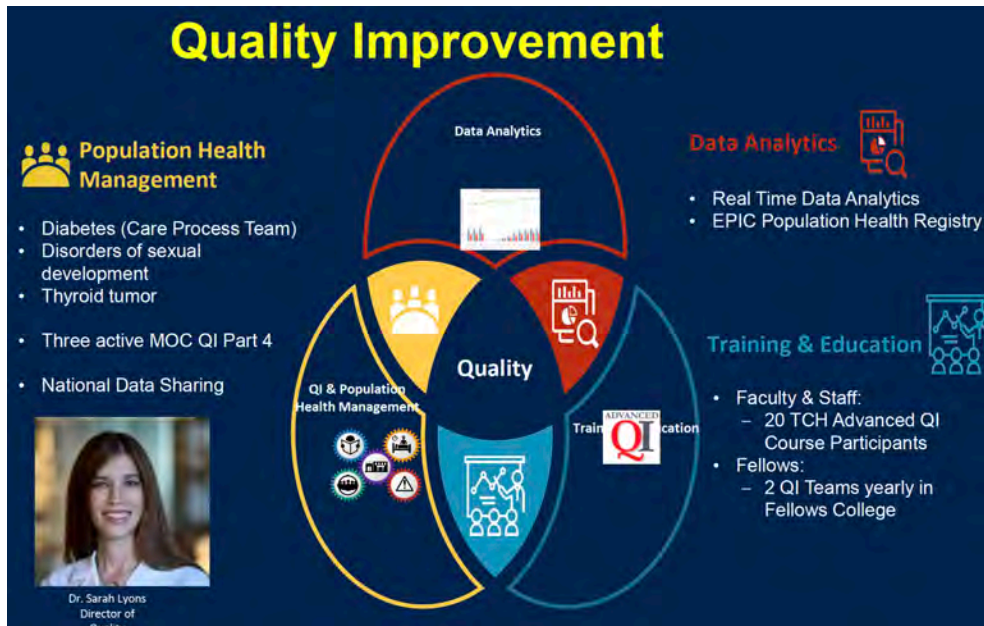 Quality Improvement
Population Health
Management
• Diabetes (Care Process Team)
• Disorders of sexual
development
• Thyroid tumor
• Three active MOC QI Part 4
• National Data Sharing
Dr. Sarah Lyons
Director of
Data Analytics
Quality
QI & Population
Health Management
ADVANCED
QI
Data Analytics
• Real Time Data Analytics
• EPIC Population Health Registry
Training & Education
• Faculty & Staff:
– 20 TCH Advanced QI
Course Participants
• Fellows:
– 2 QI Teams yearly in
Fellows College